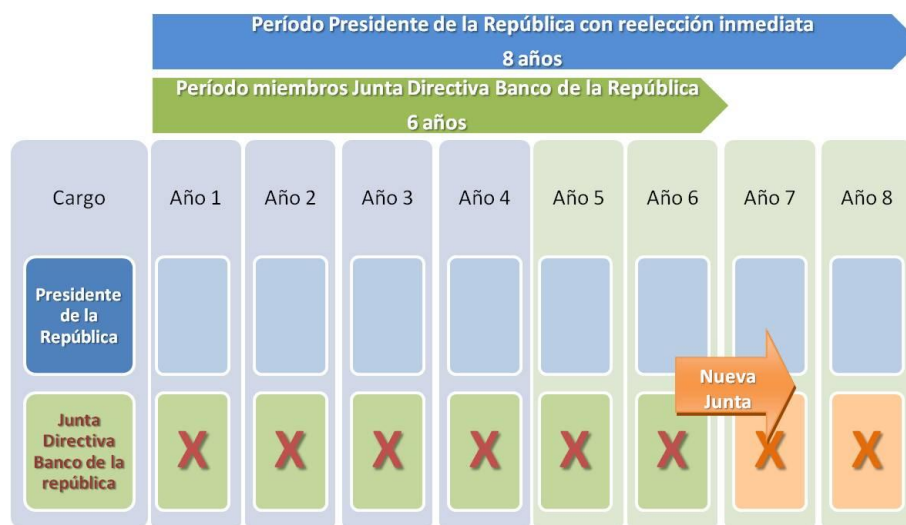 Período Presidente de la República con reelección inmediata
8 años
Período miembros Junta Directiva Banco de la República
6 años
Cargo
Año 1
Año 2
Año 3
Año 4
Año 5
Año 6
Año 7
Año 8
Presidente
de la
República
Nueva
Junta
Junta
Directiva
Banco de la
república
X
X
X
X
X
X
X
X